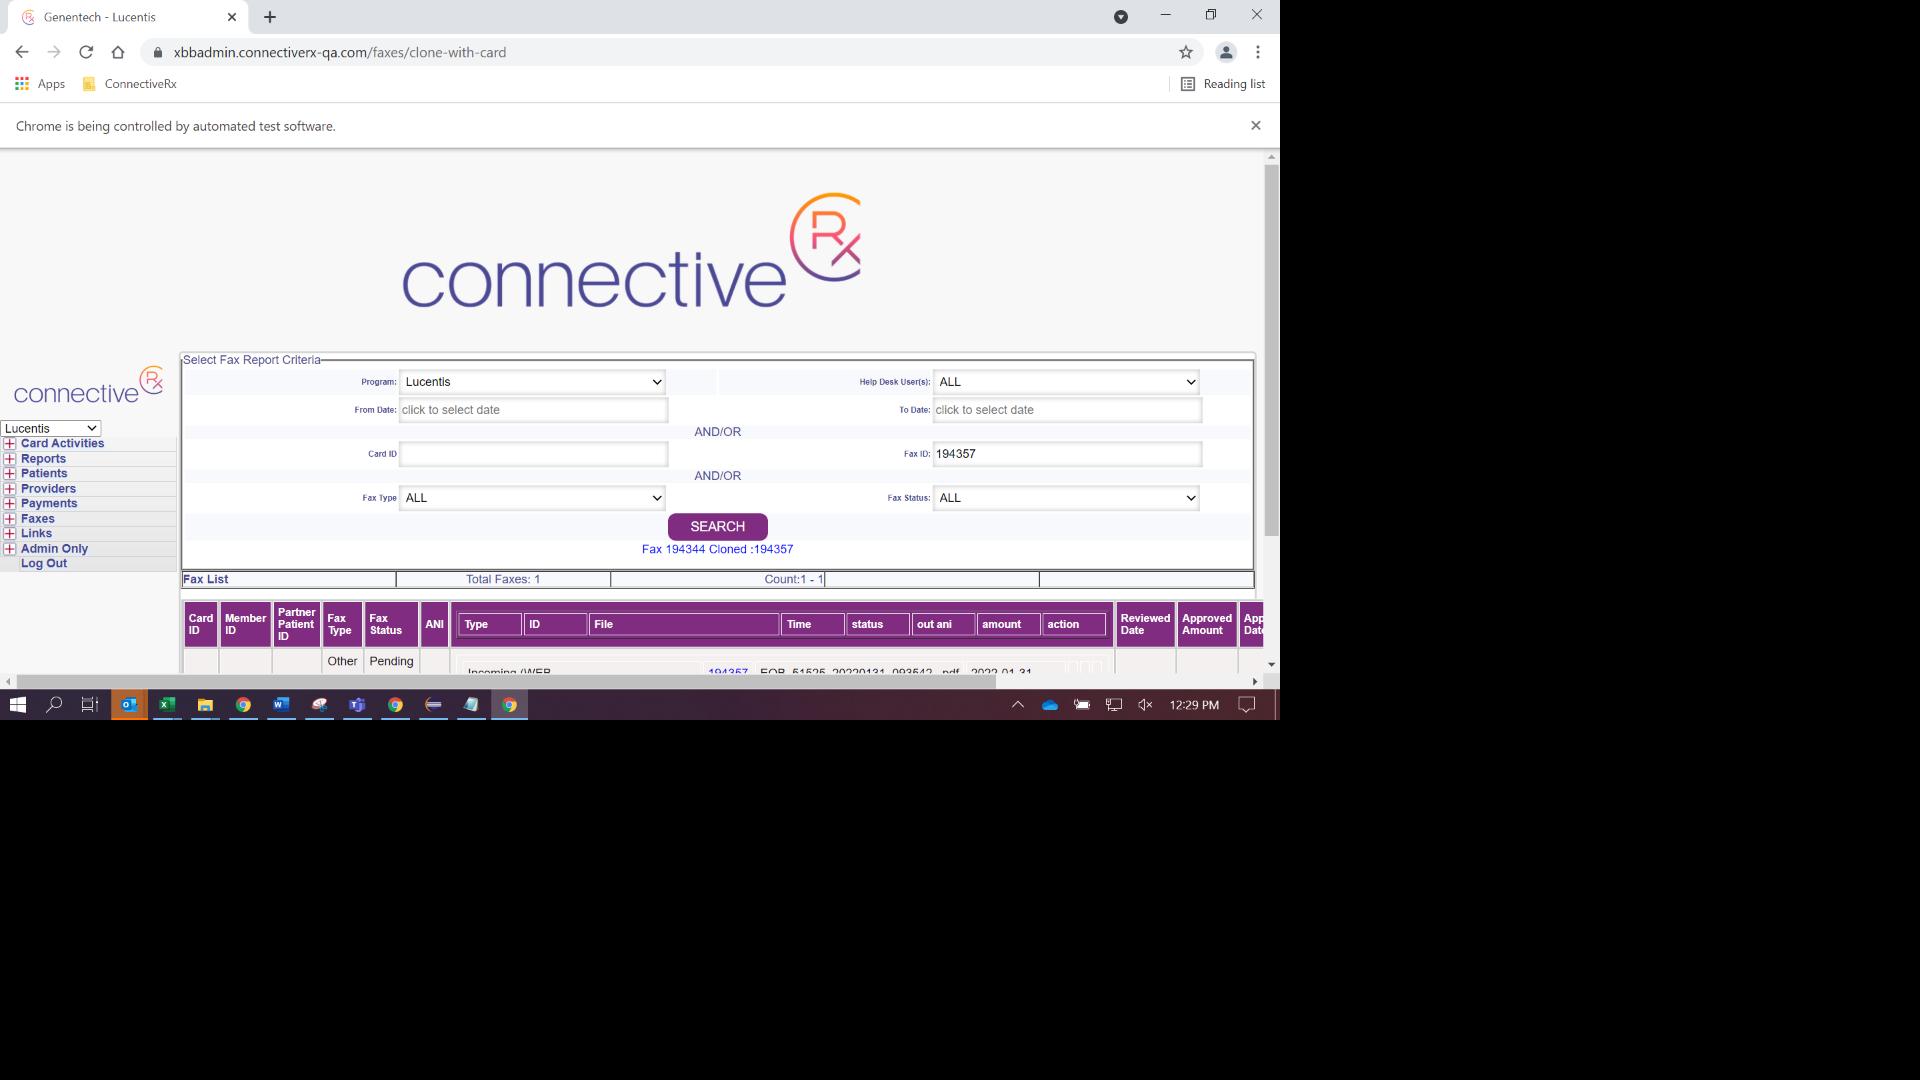 Genentech - Lucentis
xbbadmin.connectiverx-qa.com/faxes/clone-with-card
Apps ConnectiveRx Reading list
Chrome is being controlled by automated test software.
connective Rx
connective Rx
Lucentis
Card Activities
Reports
Patients
Providers
Payments
Faxes
Links
Admin Only
Log Out
Select Fax Report Criteria
Program: Lucentis Help Desk User(s): ALL
From Date: click to select date To Date: click to select date
AND/OR
Card ID Fax ID: 194357
AND/OR
Fax Type ALL Fax Status: ALL
SEARCH
Fax 194344 Cloned :194357
Fax List Total Faxes: 1 Count:1 - 1
Card ID Member ID Partner Patient ID Fax Type Fax Status ANI Type ID File Time status out ani amount action Reviewed Date Approved Amount App Date
Other Pending
Incoming (WEB 194357 EOB_51525_20220131_093542_.pdf 2022-01-31
12:29 PM